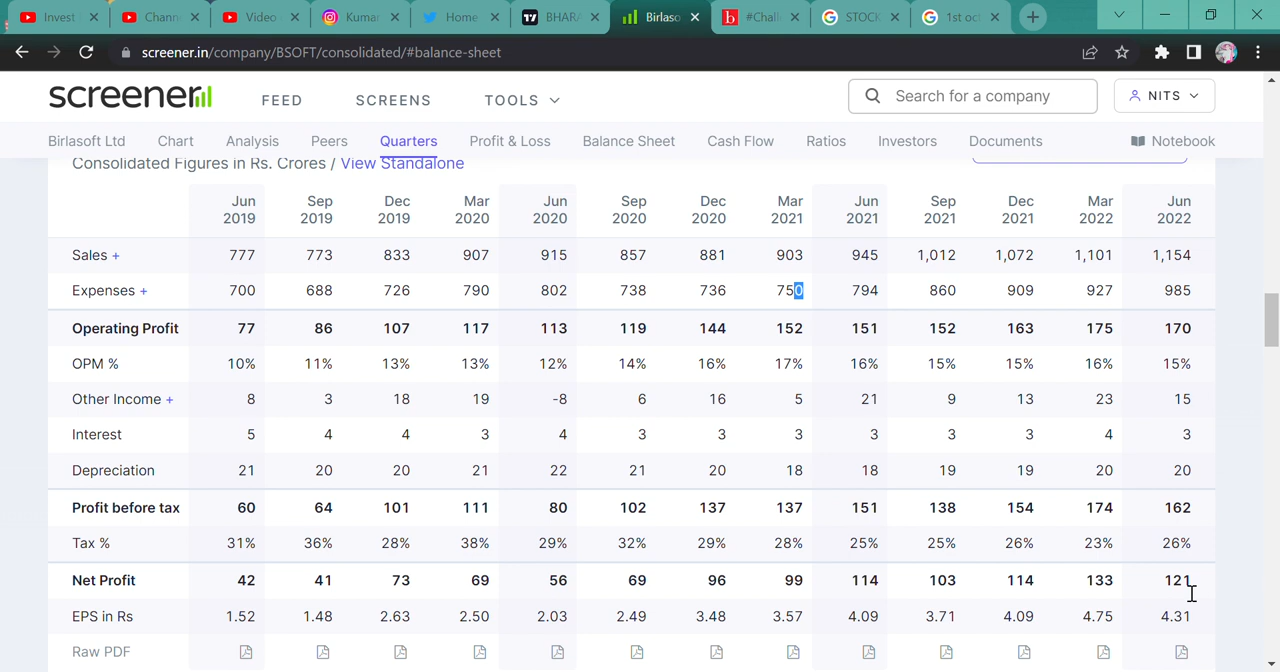 Invest Chann Video Kumar Home BHARA Birlaso #Chall STOCK 1st oc
screener.in/company/BSOFT/consolidated/#balance-sheet
screener FEED SCREENS TOOLS Search for a company NITS
Birlasoft Ltd Chart Analysis Peers Quarters Profit & Loss Balance Sheet Cash Flow Ratios Investors Documents Notebook
Consolidated Figures in Rs. Crores / View Standalone
Jun 2019 Sep 2019 Dec 2019 Mar 2020 Jun 2020 Sep 2020 Dec 2020 Mar 2021 Jun 2021 Sep 2021 Dec 2021 Mar 2022 Jun 2022
Sales + 777 773 833 907 915 857 881 903 945 1,012 1,072 1,101 1,154
Expenses + 700 688 726 790 802 738 736 750 794 860 909 927 985
Operating Profit 77 86 107 117 113 119 144 152 151 152 163 175 170
OPM % 10% 11% 13% 13% 12% 14% 16% 17% 16% 15% 15% 16% 15%
Other Income + 8 3 18 19 -8 6 16 5 21 9 13 23 15
Interest 5 4 4 3 4 3 3 3 3 3 3 4 3
Depreciation 21 20 20 21 22 21 20 18 18 19 19 20 20
Profit before tax 60 64 101 111 80 102 137 137 151 138 154 174 162
Tax % 31% 36% 28% 38% 29% 32% 29% 28% 25% 25% 26% 23% 26%
Net Profit 42 41 73 69 56 69 96 99 114 103 114 133 121
EPS in Rs 1.52 1.48 2.63 2.50 2.03 2.49 3.48 3.57 4.09 3.71 4.09 4.75 4.31
Raw PDF